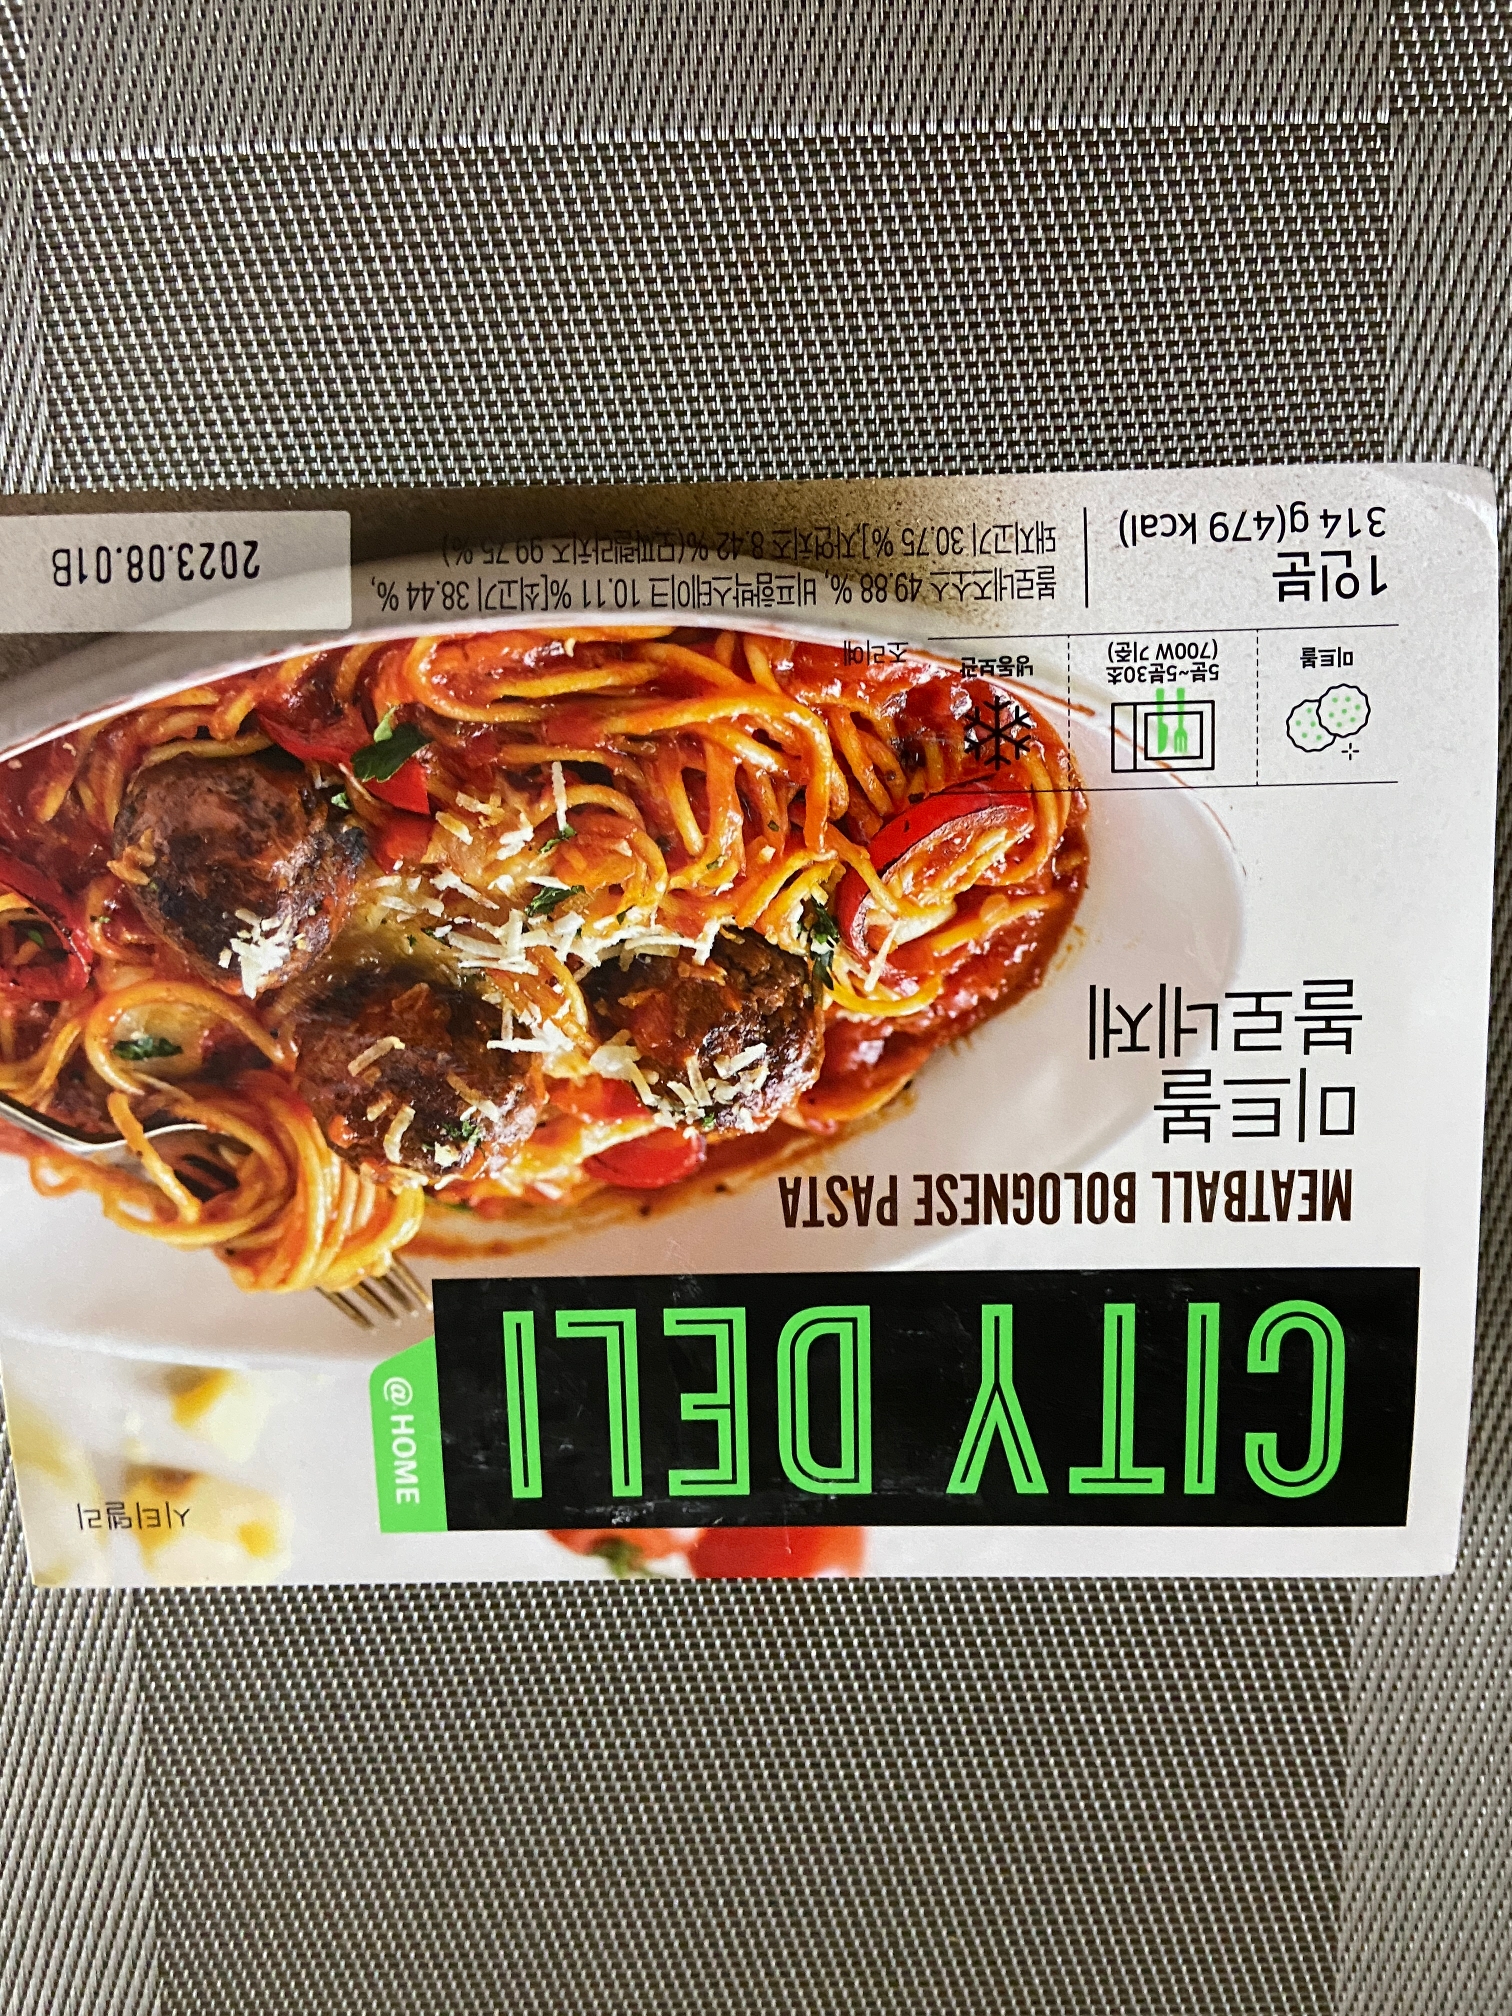 시티델리
CITY DELI
@ HOME
MEATBALL BOLOGNESE PASTA
미트볼
볼로네제
미트볼
5분~5분30초
(700W 기준)
냉동보관
조리예
1인분
314 g(479 kcal)
볼로네즈소스 49.88 %, 비프함박스테이크 10.11 %[쇠고기 38.44 %,
돼지고기 30.75 %], 자연치즈 8.42 %(모짜렐라치즈 99.75 %)
2023.08.01B